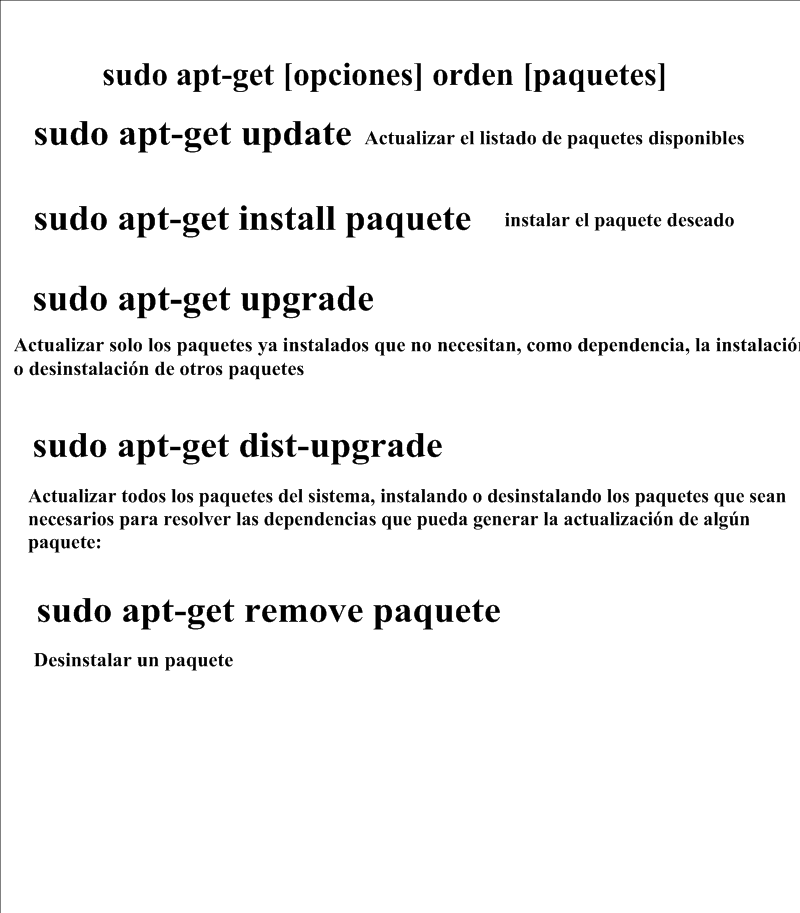 sudo apt-get [opciones] orden [paquetes]
sudo apt-get update Actualizar el listado de paquetes disponibles
sudo apt-get install paquete instalar el paquete deseado
sudo apt-get upgrade
Actualizar solo los paquetes ya instalados que no necesitan, como dependencia, la instalación
o desinstalación de otros paquetes
sudo apt-get dist-upgrade
Actualizar todos los paquetes del sistema, instalando o desinstalando los paquetes que sean
necesarios para resolver las dependencias que pueda generar la actualización de algún
paquete:
sudo apt-get remove paquete
Desinstalar un paquete